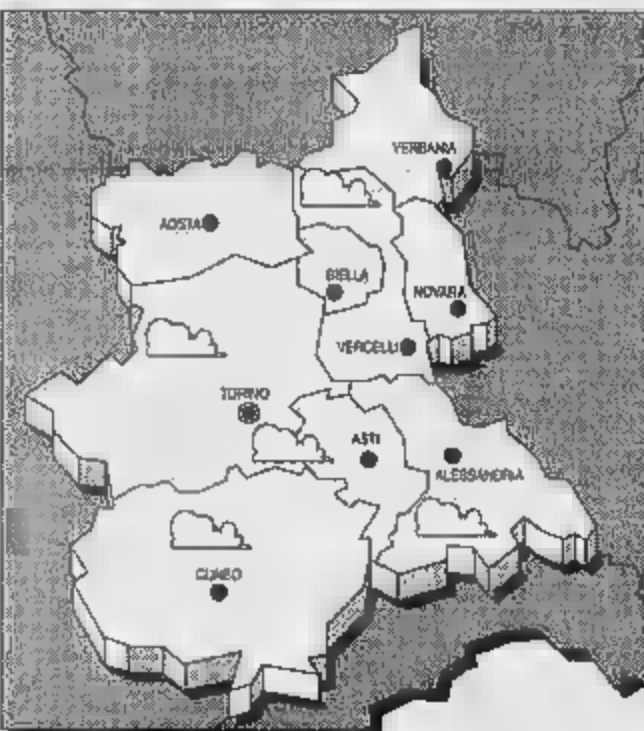 VERBANIA
AOSTA
BIELLA
NOVARA
VERCELLI
TORINO
ASTI
ALESSANDRIA
CUNEO